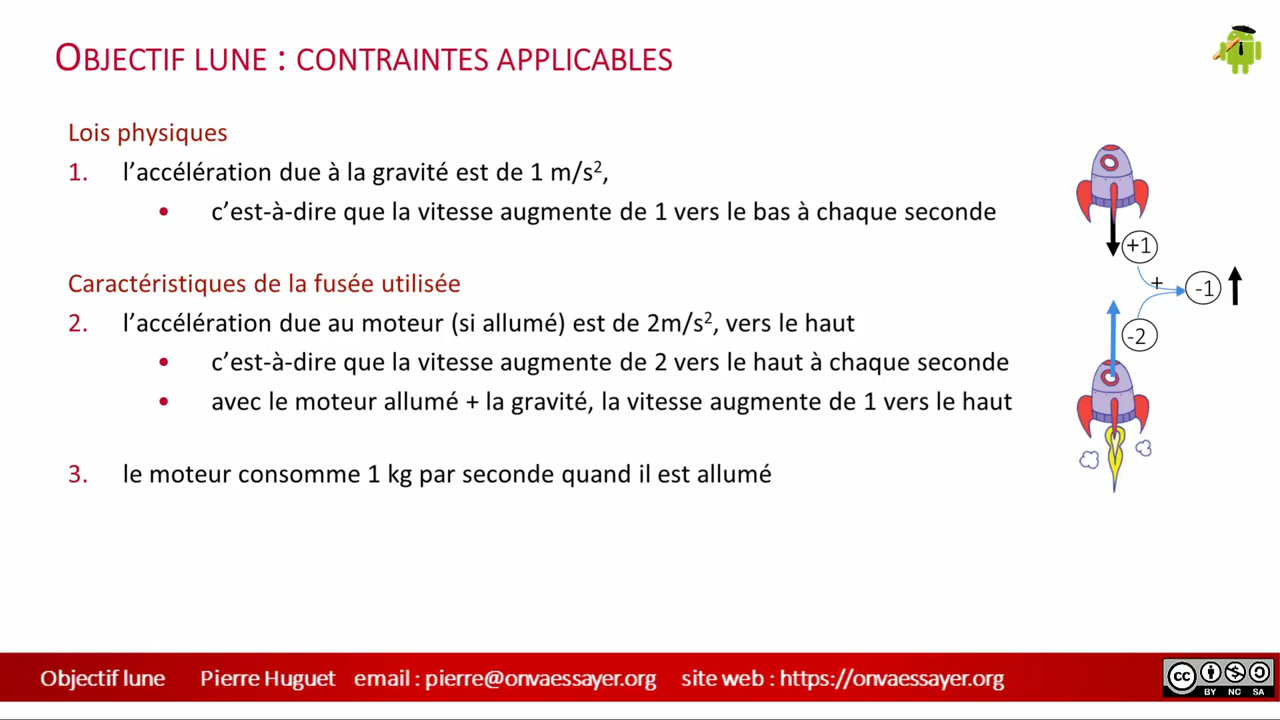 OBJECTIF LUNE : CONTRAINTES APPLICABLES
Lois physiques
1. l’accélération due à la gravité est de 1 m/s²,
• c’est-à-dire que la vitesse augmente de 1 vers le bas à chaque seconde
+1
+
-1
Caractéristiques de la fusée utilisée
2. l’accélération due au moteur (si allumé) est de 2m/s², vers le haut
-2
• c’est-à-dire que la vitesse augmente de 2 vers le haut à chaque seconde
• avec le moteur allumé + la gravité, la vitesse augmente de 1 vers le haut
3. le moteur consomme 1 kg par seconde quand il est allumé
Objectif lune Pierre Huguet email : pierre@onvaessayer.org site web : https://onvaessayer.org
cc BY NC SA